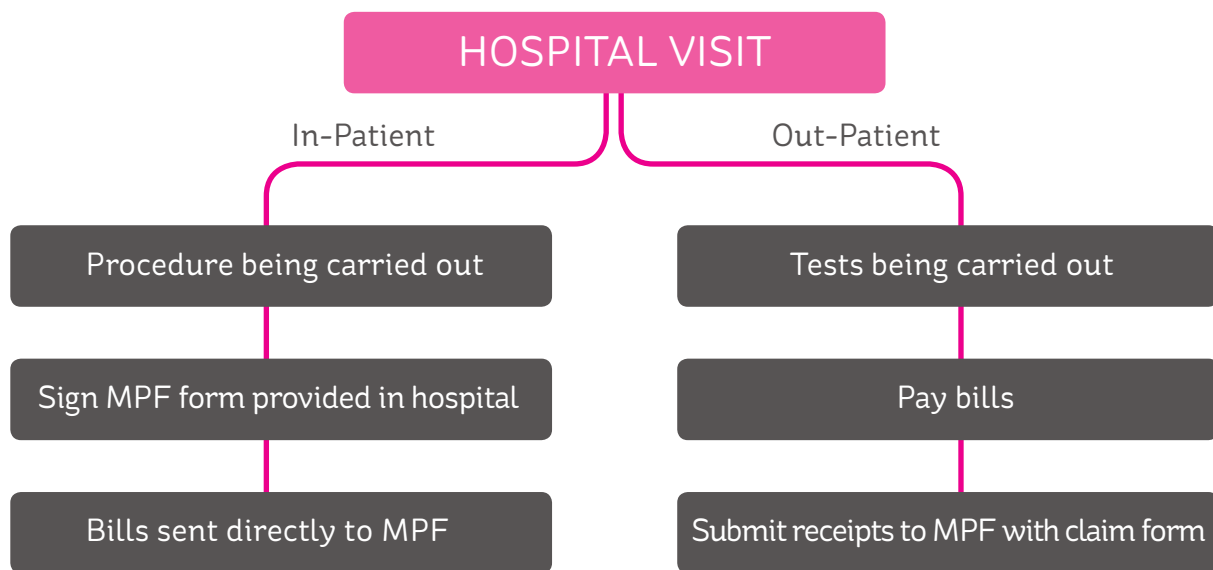 HOSPITAL VISIT
In-Patient
Out-Patient
Procedure being carried out
Tests being carried out
Sign MPF form provided in hospital
Pay bills
Bills sent directly to MPF
Submit receipts to MPF with claim form